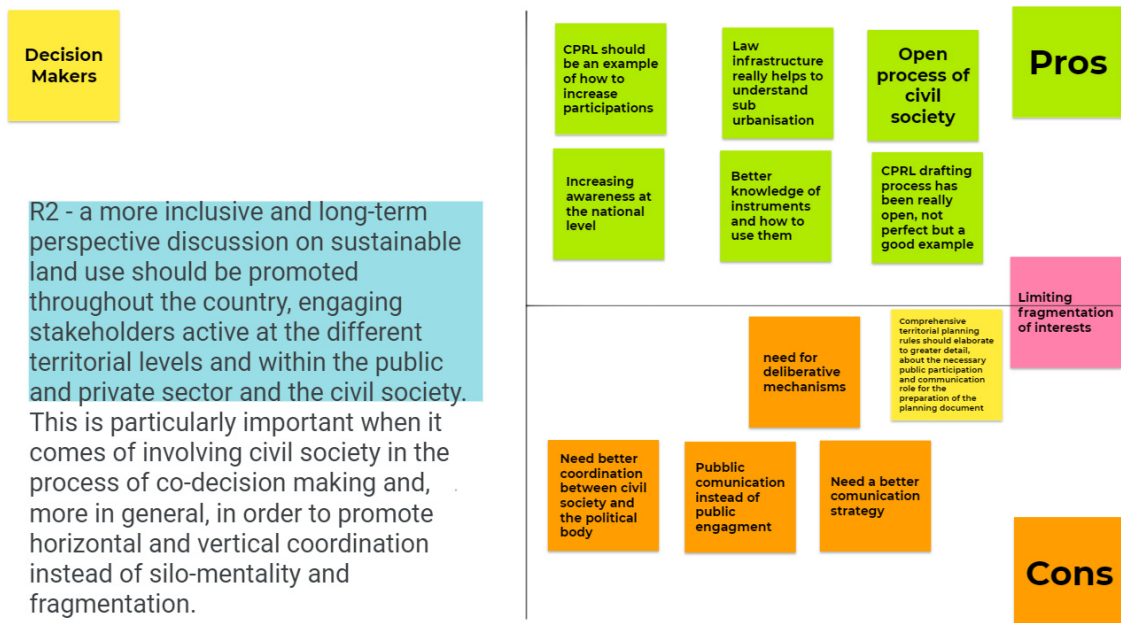 Decision
Makers
R2 - a more inclusive and long-term
perspective discussion on sustainable
land use should be promoted
throughout the country, engaging
stakeholders active at the different
territorial levels and within the public
and private sector and the civil society.
This is particularly important when it
comes of involving civil society in the
process of co-decision making and,
more in general, in order to promote
horizontal and vertical coordination
instead of silo-mentality and
fragmentation.
CPRL should
be an example
of how to
increase
participations
Law
infrastructure
really helps to
understand
sub
urbanisation
Open
process of
civil
society
Pros
Increasing
awareness at
the national
level
Better
knowledge of
instruments
and how to
use them
CPRL drafting
process has
been really
open, not
perfect but a
good example
Limiting
fragmentation
of interests
need for
deliberative
mechanisms
Comprehensive
territorial planning
rules should elaborate
to greater detail,
about the necessary
public participation
and communication
role for the
preparation of the
planning document
Need better
coordination
between civil
society and
the political
body
Pubblic
comunication
instead of
public
engagment
Need a better
comunication
strategy
Cons